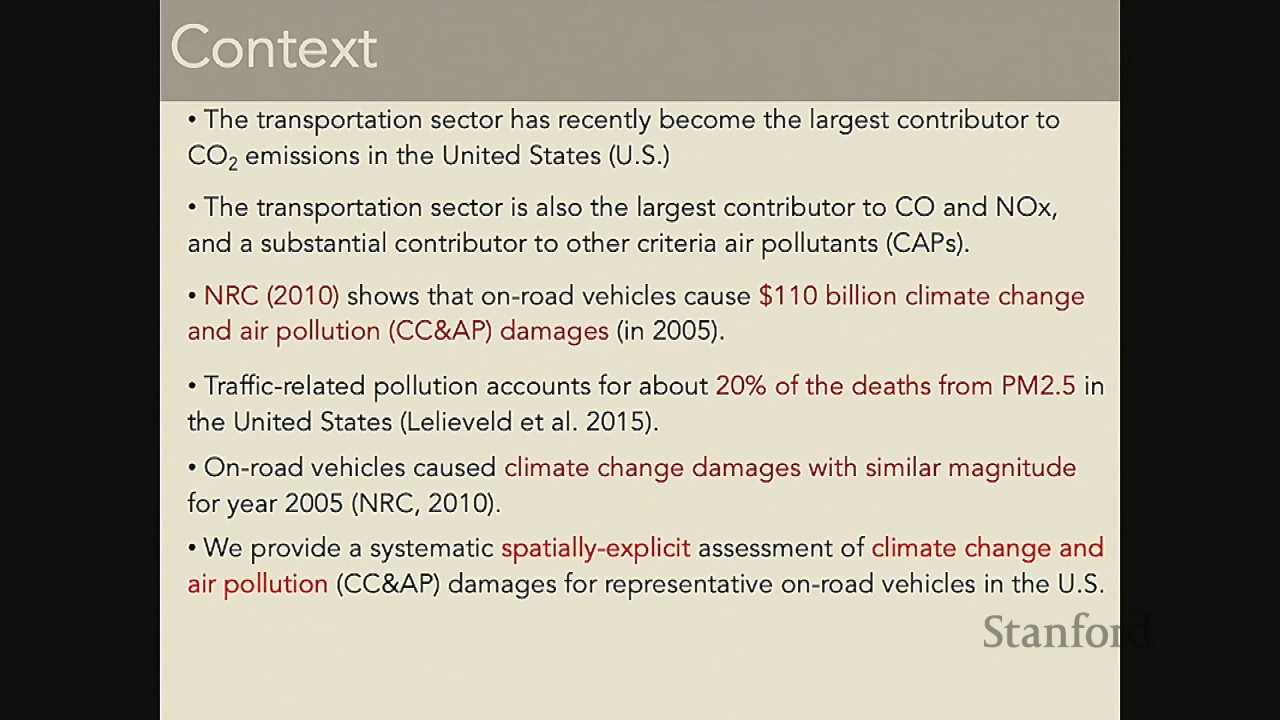 Context
• The transportation sector has recently become the largest contributor to
CO₂ emissions in the United States (U.S.)
• The transportation sector is also the largest contributor to CO and NOx,
and a substantial contributor to other criteria air pollutants (CAPs).
• NRC (2010) shows that on-road vehicles cause $110 billion climate change
and air pollution (CC&AP) damages (in 2005).
• Traffic-related pollution accounts for about 20% of the deaths from PM2.5 in
the United States (Lelieveld et al. 2015).
• On-road vehicles caused climate change damages with similar magnitude
for year 2005 (NRC, 2010).
• We provide a systematic spatially-explicit assessment of climate change and
air pollution (CC&AP) damages for representative on-road vehicles in the U.S.
Stanford